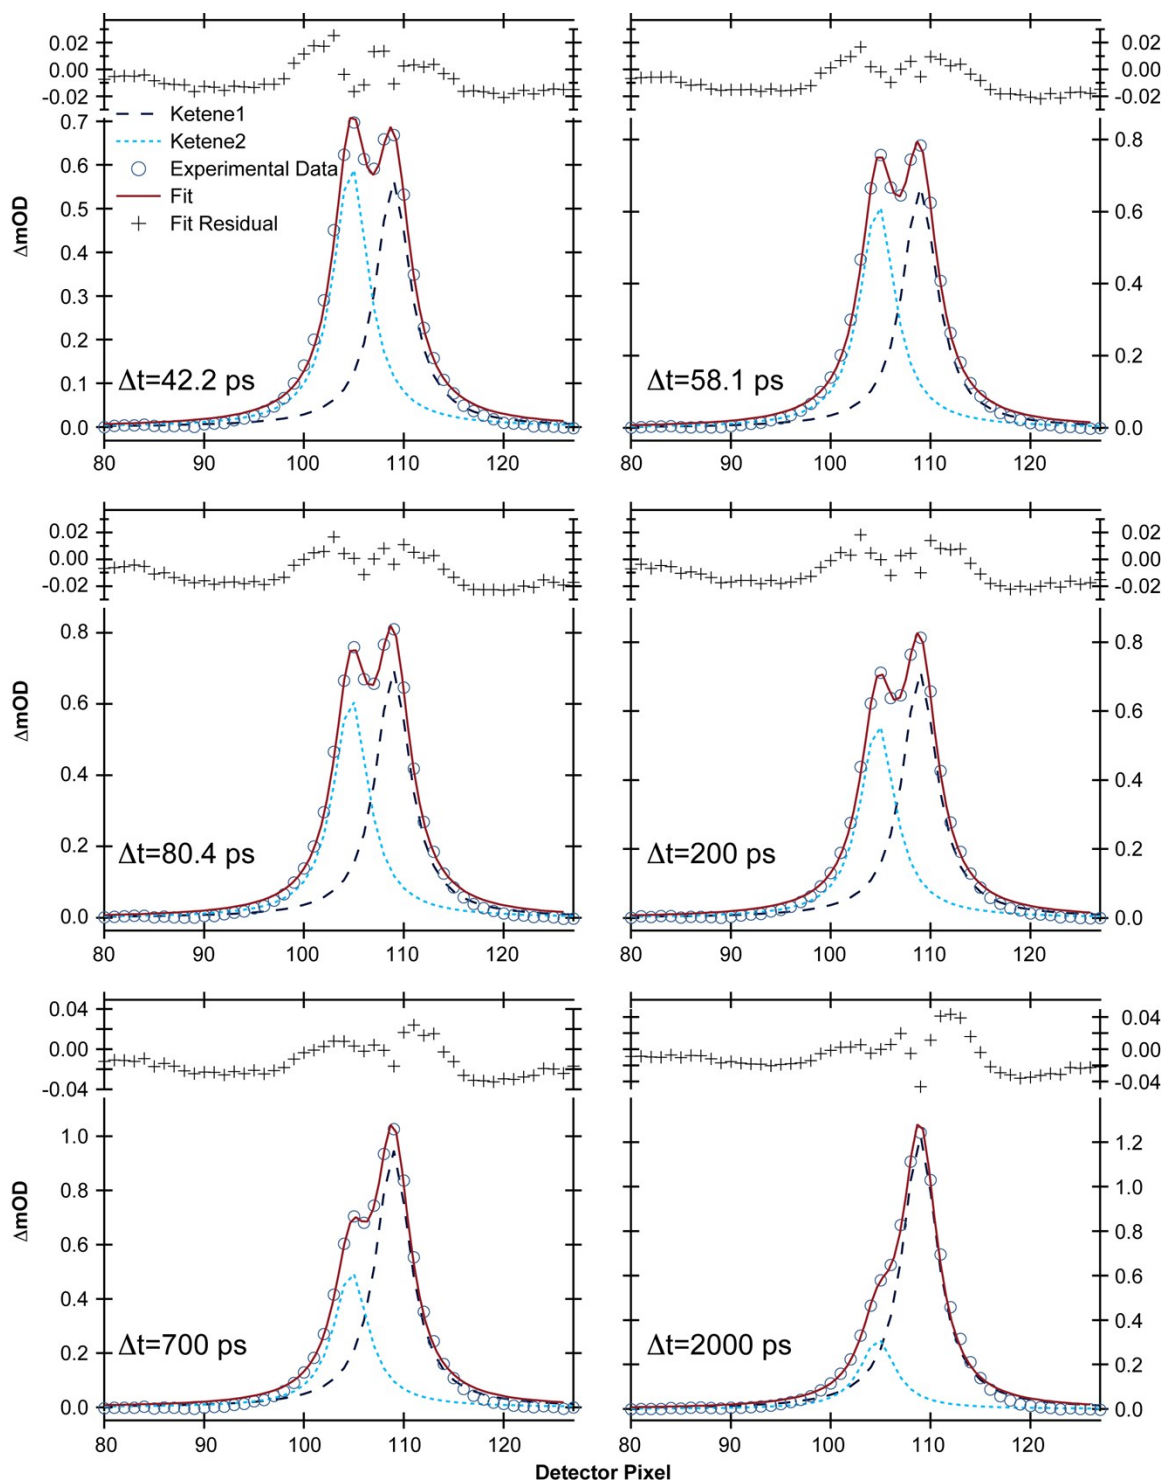 0.02
0.00
-0.02
Ketene1
Ketene2
Experimental Data
Fit
Fit Residual
0.7
0.6
0.5
0.4
0.3
0.2
0.1
0.0
ΔmOD
Δt=42.2 ps
80 90 100 110 120
0.02
0.00
-0.02
0.8
0.6
0.4
0.2
0.0
Δt=58.1 ps
80 90 100 110 120
0.02
0.00
-0.02
0.8
0.6
0.4
0.2
0.0
ΔmOD
Δt=80.4 ps
80 90 100 110 120
0.02
0.00
-0.02
0.8
0.6
0.4
0.2
0.0
Δt=200 ps
80 90 100 110 120
0.04
0.00
-0.04
1.0
0.8
0.6
0.4
0.2
0.0
ΔmOD
Δt=700 ps
80 90 100 110 120
0.04
0.00
-0.04
1.2
1.0
0.8
0.6
0.4
0.2
0.0
Δt=2000 ps
80 90 100 110 120
Detector Pixel